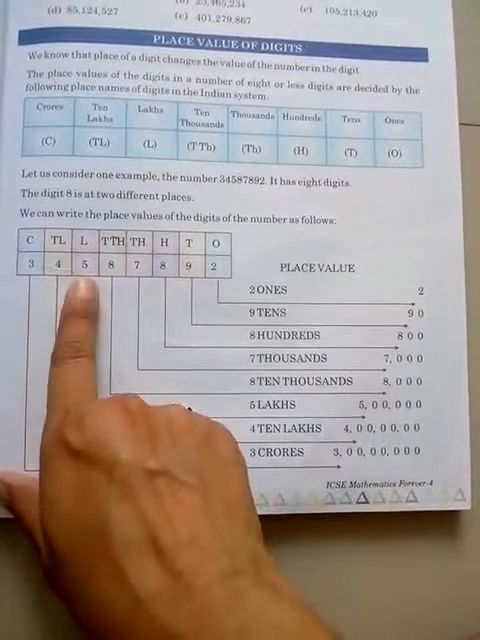 (d) 85,124,527
(e) 401,279,867
(c) 105,213,420
PLACE VALUE OF DIGITS
We know that place of a digit changes the value of the number in the digit.
The place values of the digits in a number of eight or less digits are decided by the
following place names of digits in the Indian system.
Crores Ten Lakhs Lakhs Ten Thousands Thousands Hundreds Tens Ones
(C) (TL) (L) (T Th) (Th) (H) (T) (O)
Let us consider one example, the number 34587892. It has eight digits.
The digit 8 is at two different places.
We can write the place values of the digits of the number as follows:
C TL L TTH TH H T O
3 4 5 8 7 8 9 2
PLACE VALUE
2 ONES 2
9 TENS 9 0
8 HUNDREDS 8 0 0
7 THOUSANDS 7, 0 0 0
8 TEN THOUSANDS 8, 0 0 0
5 LAKHS 5, 0 0, 0 0 0
4 TEN LAKHS 4, 0 0, 0 0, 0 0
3 CRORES 3, 0 0, 0 0, 0 0 0
ICSE Mathematics Forever-4